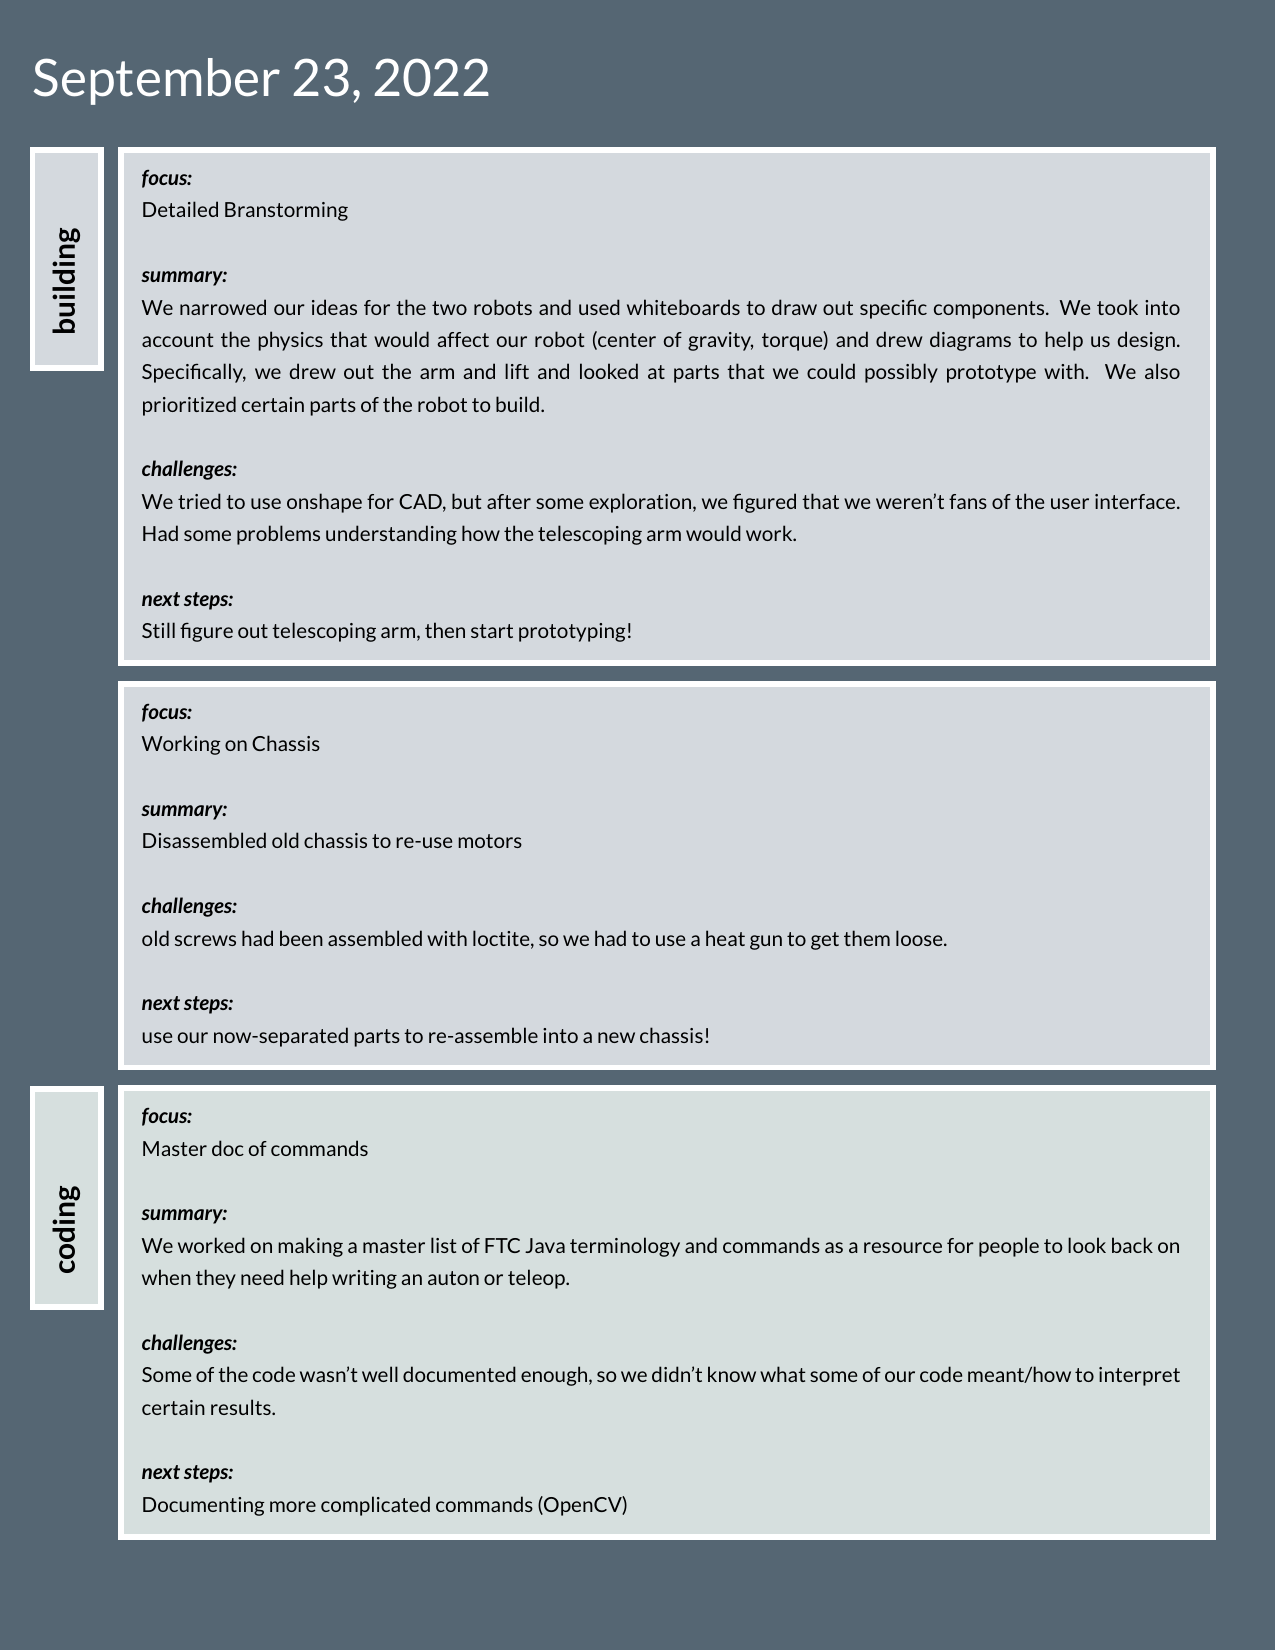 September 23, 2022
building
focus:
Detailed Branstorming
summary:
We narrowed our ideas for the two robots and used whiteboards to draw out specific components.  We took into
account the physics that would affect our robot (center of gravity, torque) and drew diagrams to help us design.
Specifically, we drew out the arm and lift and looked at parts that we could possibly prototype with.  We also
prioritized certain parts of the robot to build.
challenges:
We tried to use onshape for CAD, but after some exploration, we figured that we weren’t fans of the user interface.
Had some problems understanding how the telescoping arm would work.
next steps:
Still figure out telescoping arm, then start prototyping!
focus:
Working on Chassis
summary:
Disassembled old chassis to re-use motors
challenges:
old screws had been assembled with loctite, so we had to use a heat gun to get them loose.
next steps:
use our now-separated parts to re-assemble into a new chassis!
coding
focus:
Master doc of commands
summary:
We worked on making a master list of FTC Java terminology and commands as a resource for people to look back on
when they need help writing an auton or teleop.
challenges:
Some of the code wasn’t well documented enough, so we didn’t know what some of our code meant/how to interpret
certain results.
next steps:
Documenting more complicated commands (OpenCV)